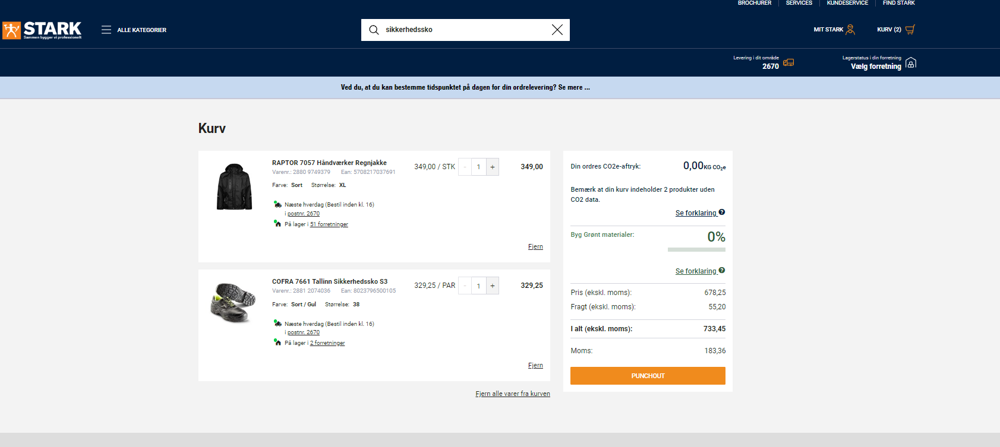 BROCHURER SERVICES KUNDESERVICE FIND STARK
STARK
Sammen bygger vi professionelt
ALLE KATEGORIER
sikkerhedssko
MIT STARK
KURV (2)
Levering i dit område
2670
Lagerstatus i din forretning
Vælg forretning
Ved du, at du kan bestemme tidspunktet på dagen for din ordrelevering? Se mere ...
Kurv
RAPTOR 7057 Håndværker Regnjakke
Varenr.: 2880 9749379 Ean: 5708217037691
Farve: Sort Størrelse: XL
349,00 / STK - 1 + 349,00
Næste hverdag (Bestil inden kl. 16)
i postnr. 2670
På lager i 51 forretninger
Fjern
COFRA 7661 Tallinn Sikkerhedssko S3
Varenr.: 2881 2074036 Ean: 8023796500105
Farve: Sort / Gul Størrelse: 38
329,25 / PAR - 1 + 329,25
Næste hverdag (Bestil inden kl. 16)
i postnr. 2670
På lager i 2 forretninger
Fjern
Fjern alle varer fra kurven
Din ordres CO2e-aftryk: 0,00KG CO₂e
Bemærk at din kurv indeholder 2 produkter uden
CO2 data.
Se forklaring ?
Byg Grønt materialer: 0%
Se forklaring ?
Pris (ekskl. moms): 678,25
Fragt (ekskl. moms): 55,20
I alt (ekskl. moms): 733,45
Moms: 183,36
PUNCHOUT